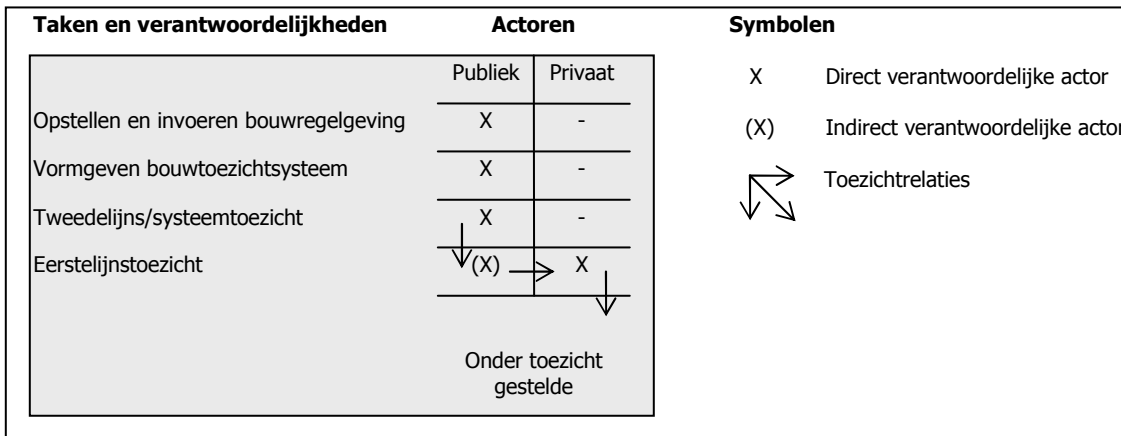 Taken en verantwoordelijkheden Actoren Symbolen
Publiek Privaat
X Direct verantwoordelijke actor
Opstellen en invoeren bouwregelgeving X -
(X) Indirect verantwoordelijke actor
Vormgeven bouwtoezichtsysteem X -
Toezichtrelaties
Tweedelijns/systeemtoezicht X -
Eerstelijnstoezicht (X) X
Onder toezicht
gestelde